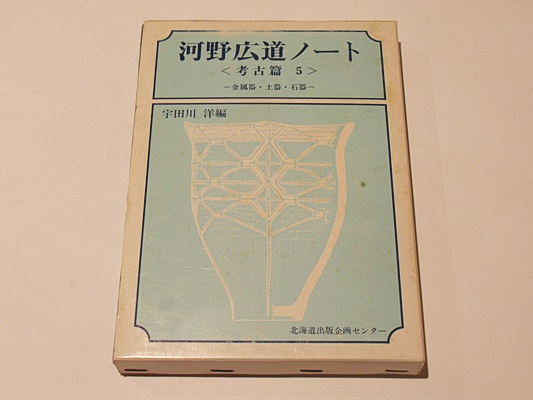 河野広道ノート
<考古篇 5>
−金属器・土器・石器−
宇田川 洋編
北海道出版企画センター